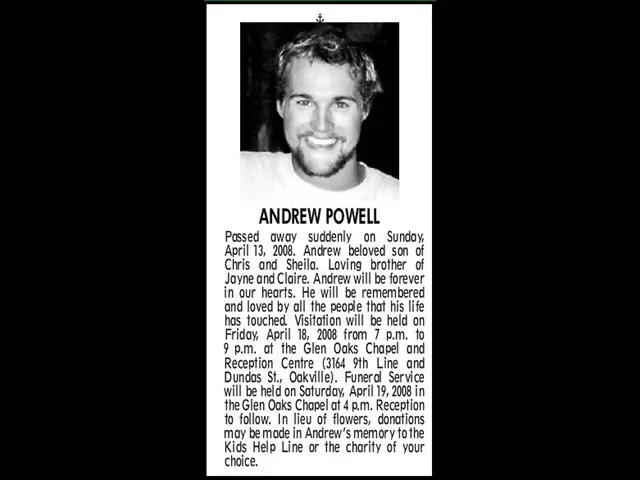 ANDREW POWELL
Passed away suddenly on Sunday,
April 13, 2008. Andrew beloved son of
Chris and Sheila. Loving brother of
Jayne and Claire. Andrew will be forever
in our hearts. He will be remembered
and loved by all the people that his life
has touched. Visitation will be held on
Friday, April 18, 2008 from 7 p.m. to
9 p.m. at the Glen Oaks Chapel and
Reception Centre (3164 9th Line and
Dundas St., Oakville). Funeral Service
will be held on Saturday, April 19, 2008 in
the Glen Oaks Chapel at 4 p.m. Reception
to follow. In lieu of flowers, donations
may be made in Andrew's memory to the
Kids Help Line or the charity of your
choice.